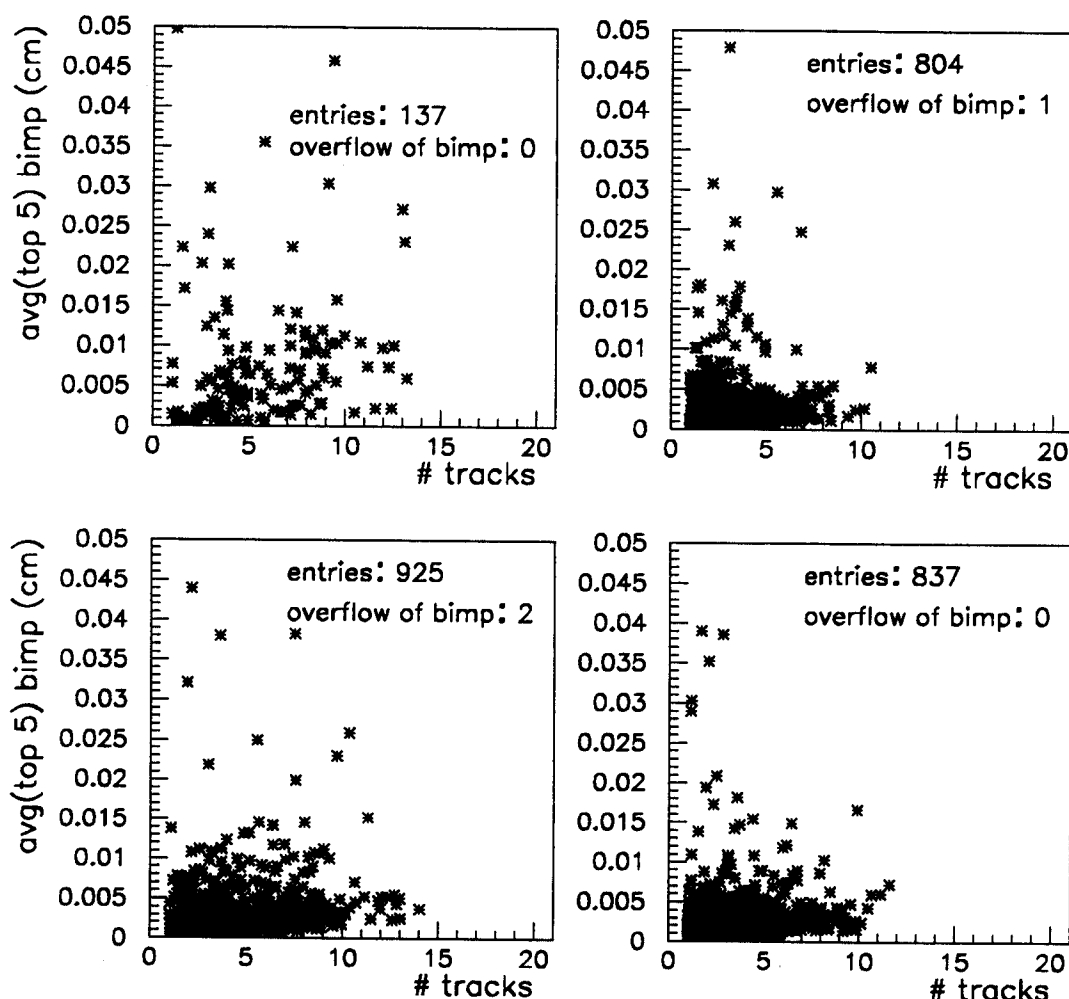 0.05
0.045
0.04
0.035
0.03
0.025
0.02
0.015
0.01
0.005
0
avg(top 5) bimp (cm)
entries: 137
overflow of bimp: 0
0 5 10 15 20
# tracks
0.05
0.045
0.04
0.035
0.03
0.025
0.02
0.015
0.01
0.005
0
entries: 804
overflow of bimp: 1
0 5 10 15 20
# tracks
0.05
0.045
0.04
0.035
0.03
0.025
0.02
0.015
0.01
0.005
0
avg(top 5) bimp (cm)
entries: 925
overflow of bimp: 2
0 5 10 15 20
# tracks
0.05
0.045
0.04
0.035
0.03
0.025
0.02
0.015
0.01
0.005
0
entries: 837
overflow of bimp: 0
0 5 10 15 20
# tracks